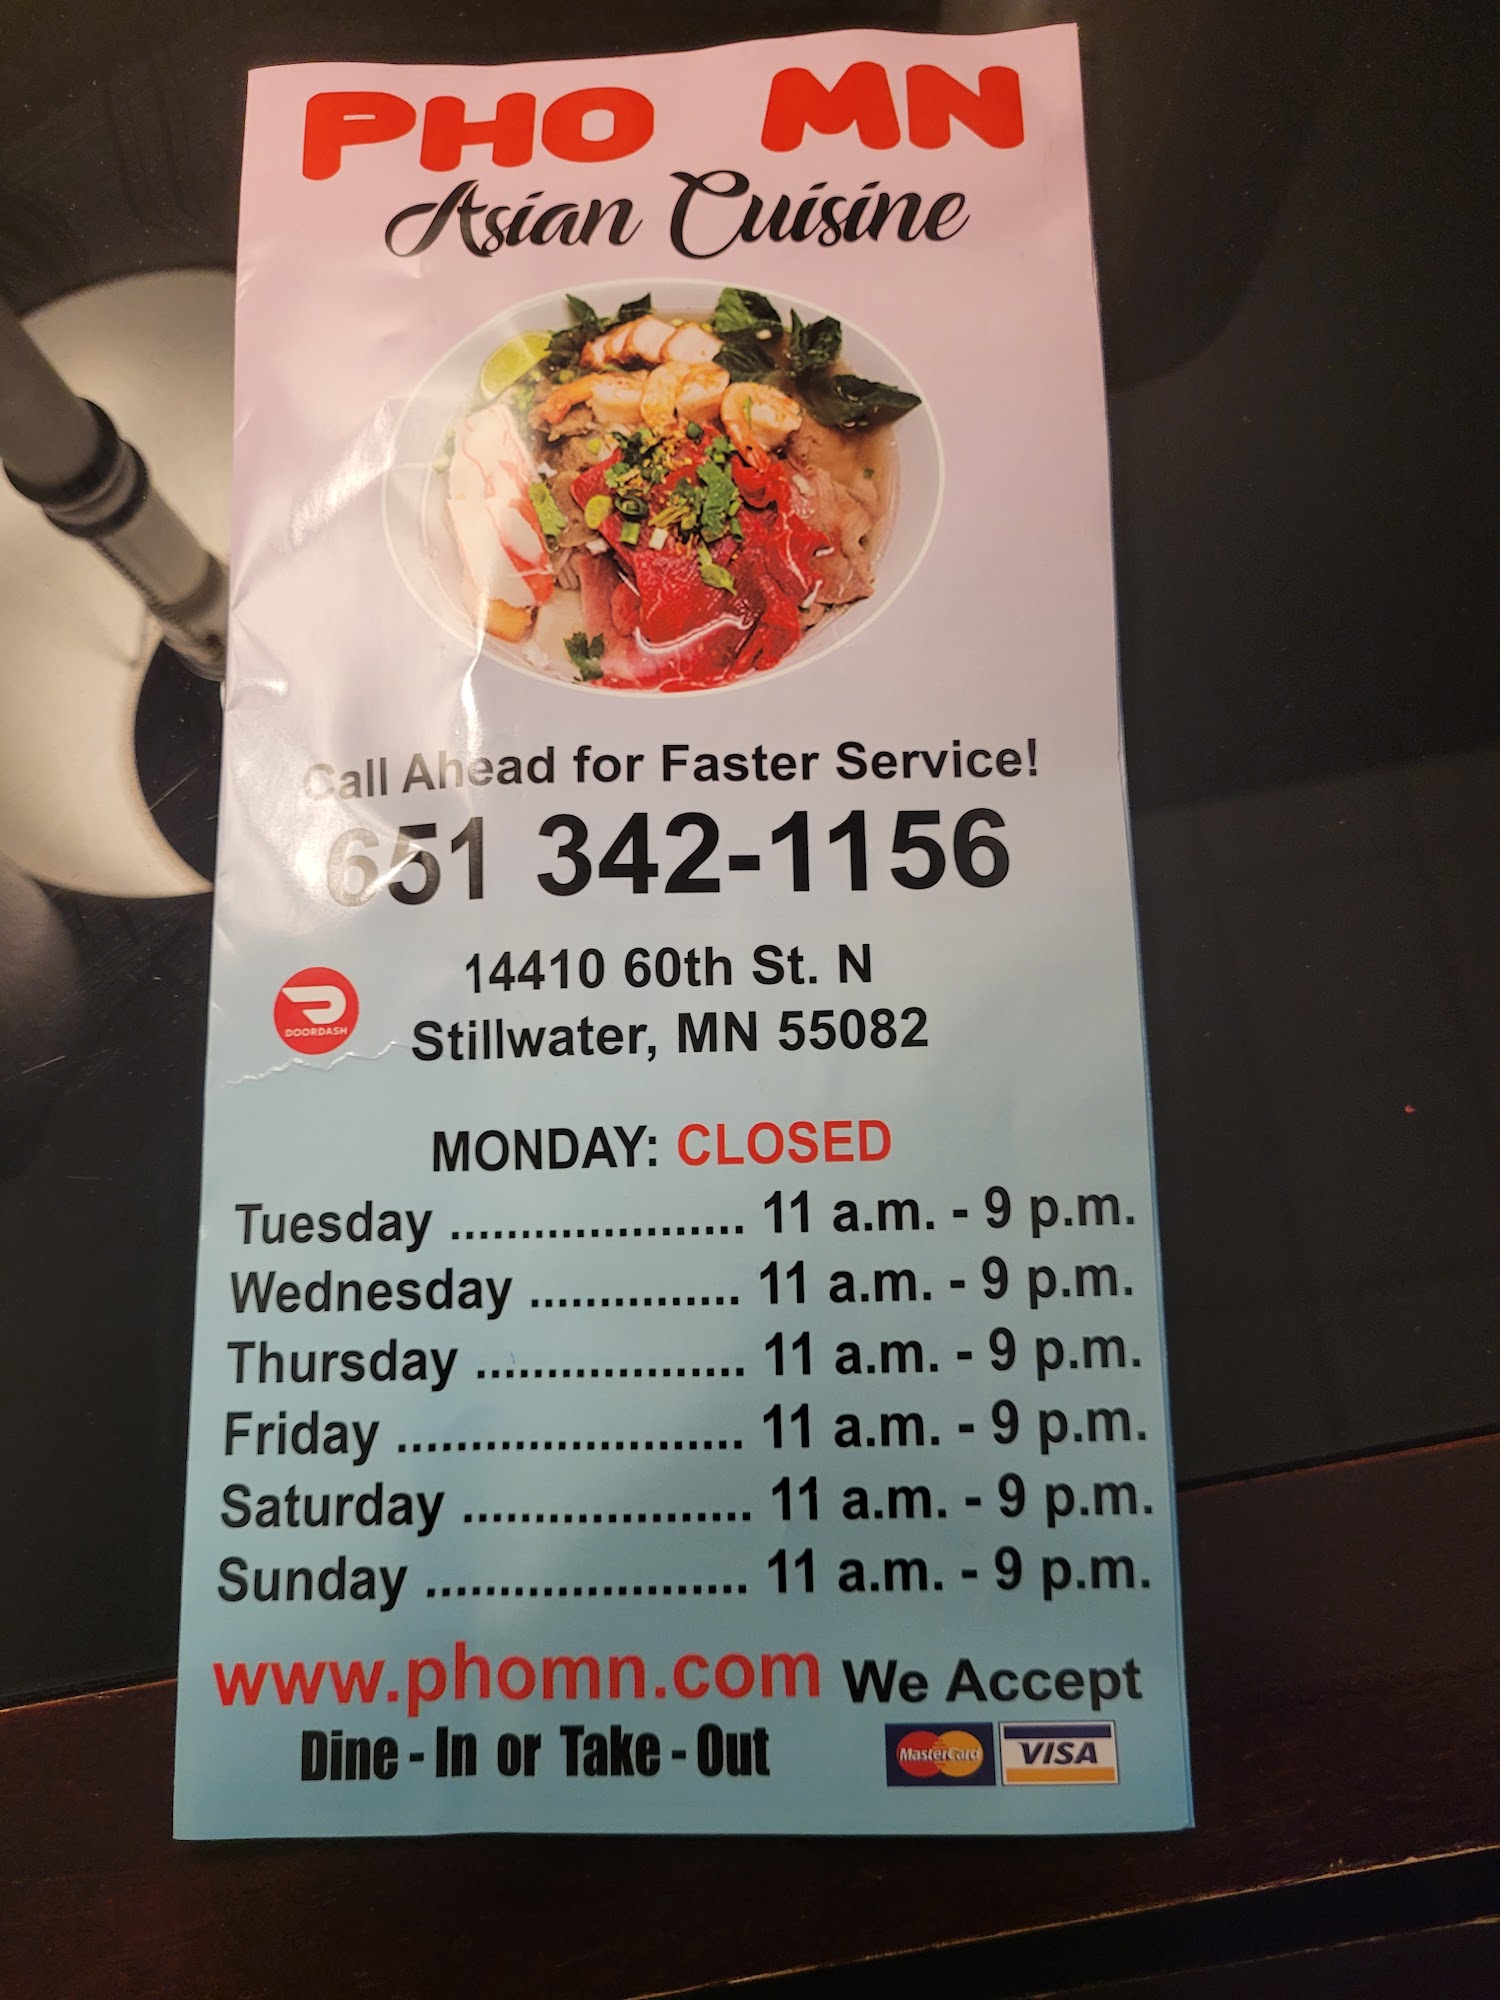 PHO MN
Asian Cuisine
Call Ahead for Faster Service!
651 342-1156
14410 60th St. N
DOORDASH
Stillwater, MN 55082
MONDAY: CLOSED
Tuesday ..................... 11 a.m. - 9 p.m.
Wednesday ............... 11 a.m. - 9 p.m.
Thursday ................... 11 a.m. - 9 p.m.
Friday ........................ 11 a.m. - 9 p.m.
Saturday .................... 11 a.m. - 9 p.m.
Sunday ...................... 11 a.m. - 9 p.m.
www.phomn.com We Accept
Dine - In or Take - Out MasterCard VISA